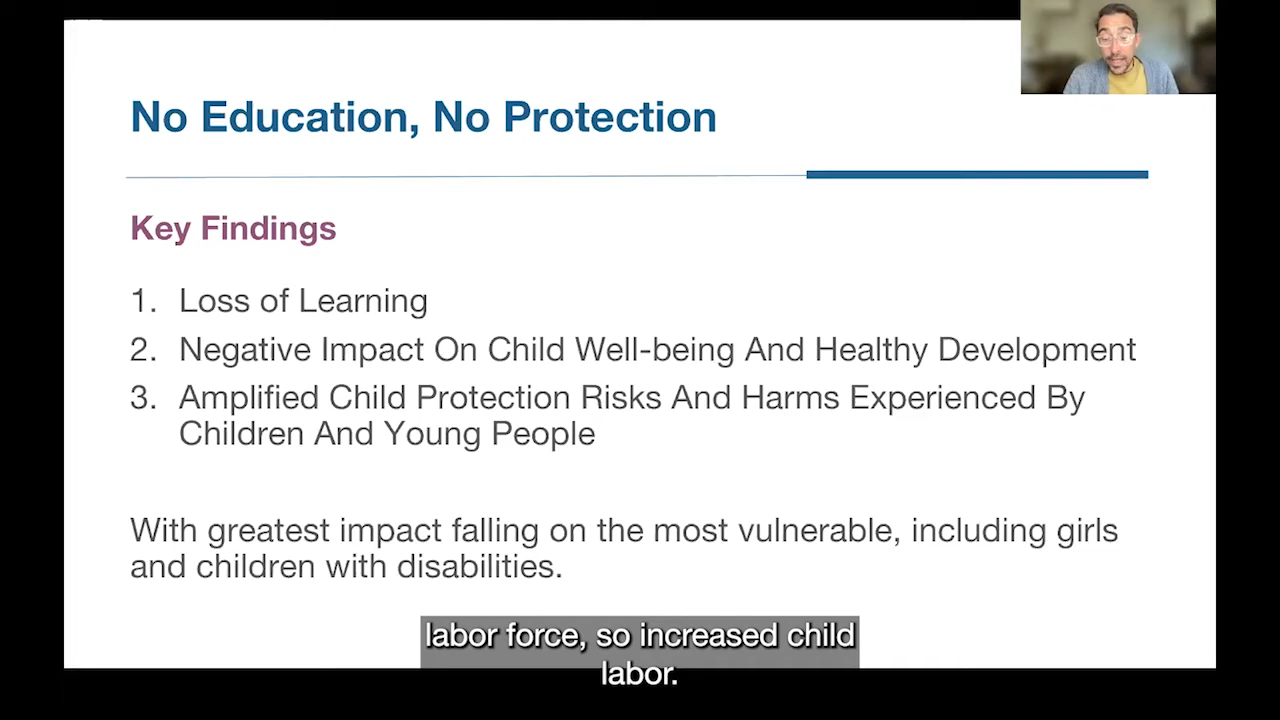 No Education, No Protection
Key Findings
1. Loss of Learning
2. Negative Impact On Child Well-being And Healthy Development
3. Amplified Child Protection Risks And Harms Experienced By
Children And Young People
With greatest impact falling on the most vulnerable, including girls
and children with disabilities.
labor force, so increased child
labor.